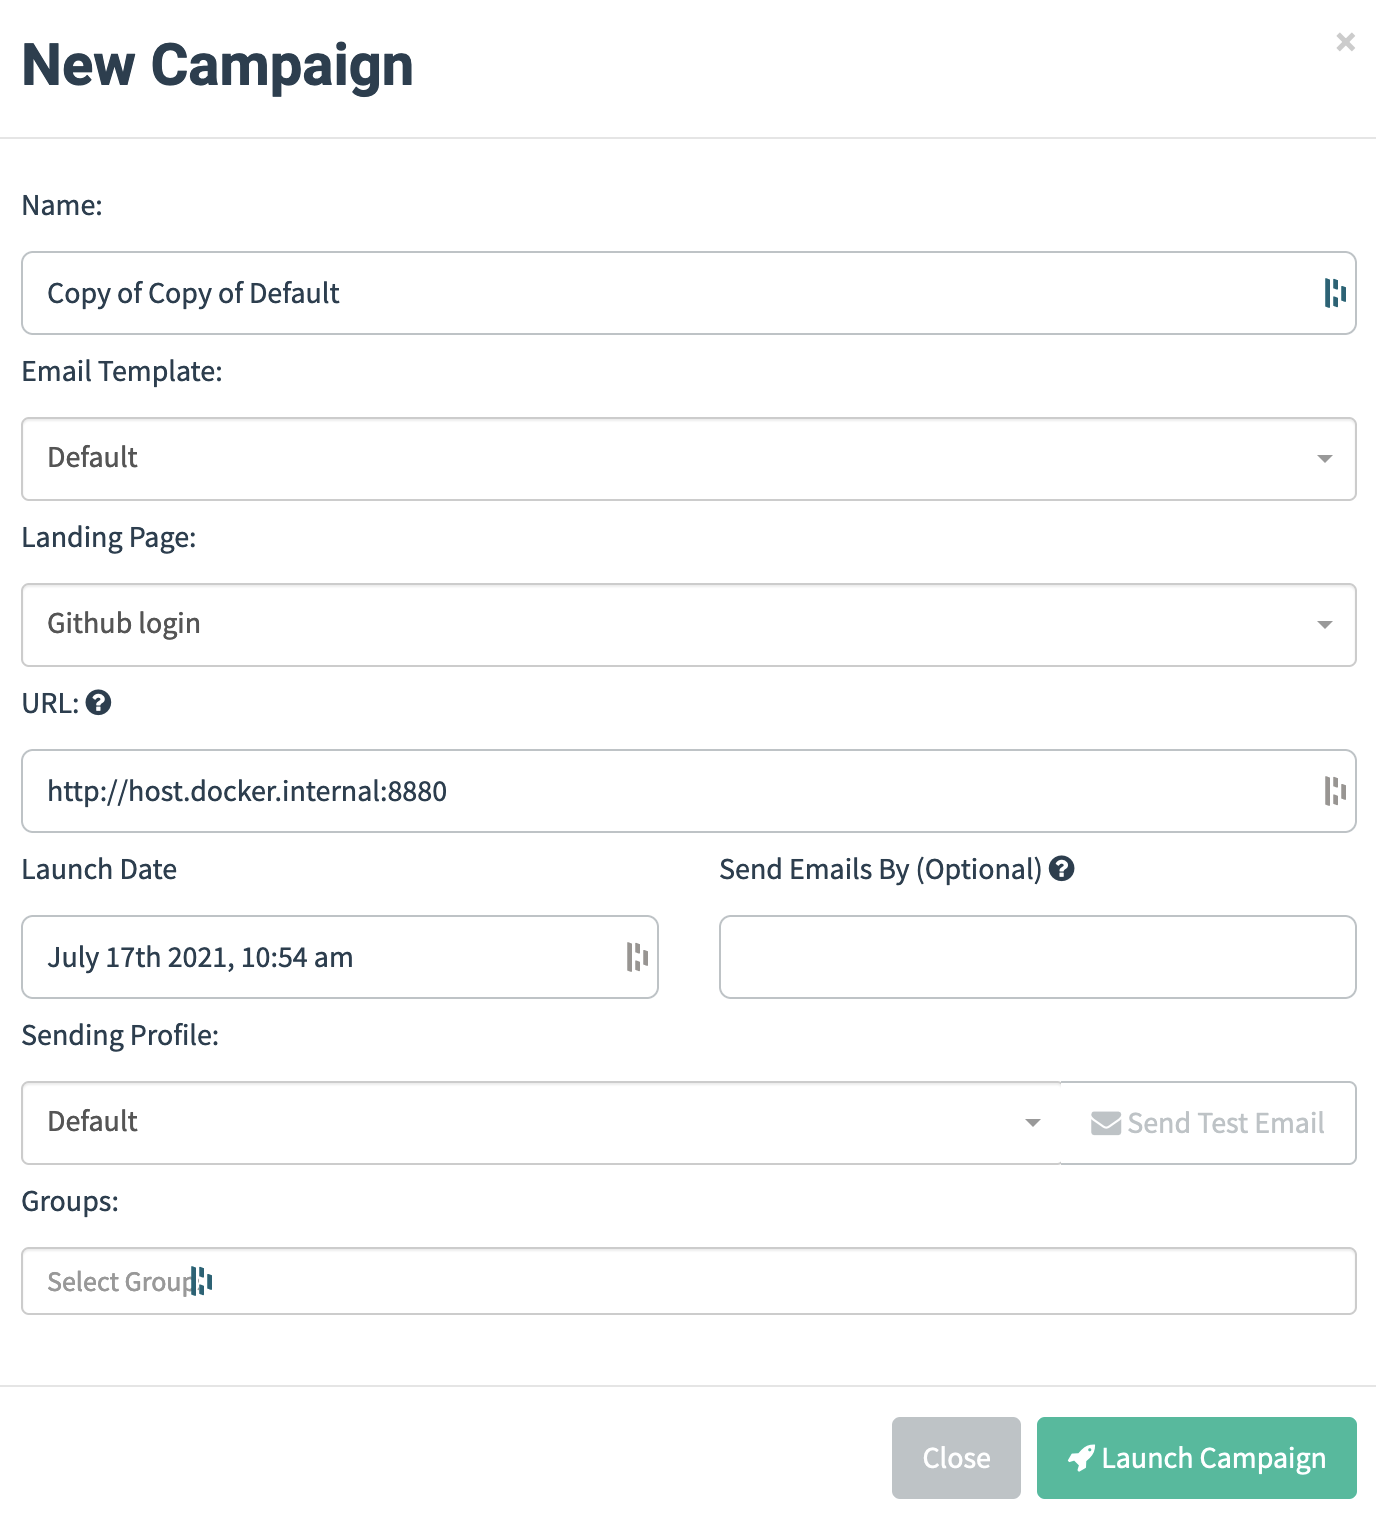 New Campaign
×
Name:
Copy of Copy of Default
Email Template:
Default
Landing Page:
Github login
URL: ?
http://host.docker.internal:8880
Launch Date
Send Emails By (Optional) ?
July 17th 2021, 10:54 am
Sending Profile:
Default
Send Test Email
Groups:
Select Group
Close
Launch Campaign